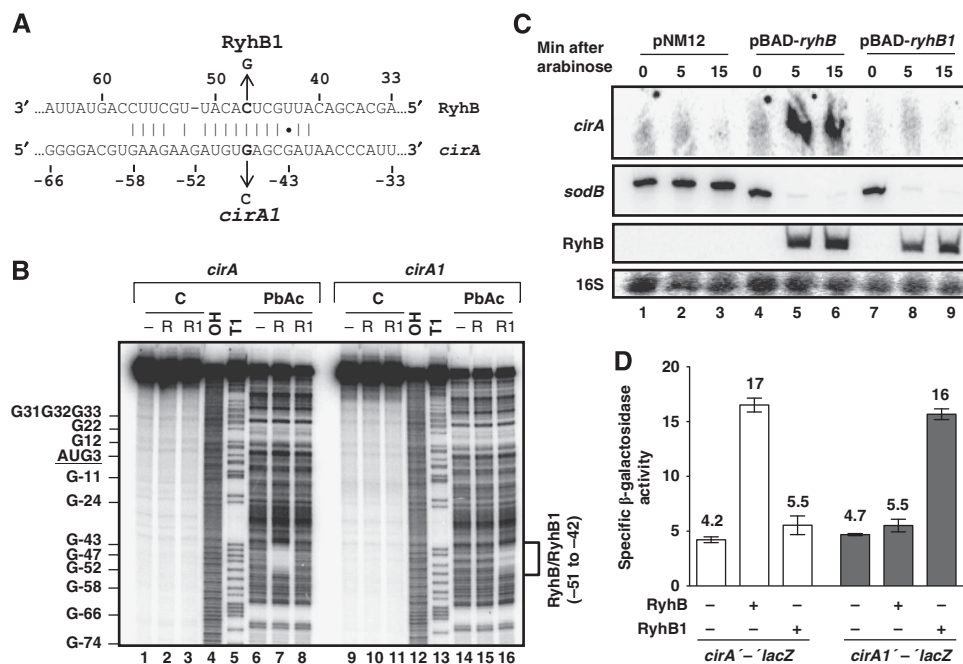 A
RyhB1
G
60 50 40 33
3′ ...AUUAUGACCUUCGU-UACACUCGUUACAGCACGA...5′ RyhB
5′ ...GGGGACGUGAAGAAGAUGUGAGCGAUAACCCAUU...3′ cirA
−66 −58 −52 −43 −33
C
cirA1
B
cirA cirA1
C PbAc C PbAc
– R R1 OH T1 – R R1 – R R1 OH T1 – R R1
G31G32G33
G22
G12
AUG3
G-11
G-24
G-43
G-47
G-52
G-58
G-66
G-74
RyhB/RyhB1
(−51 to −42)
1 2 3 4 5 6 7 8 9 10 11 12 13 14 15 16
C
Min after
arabinose
pNM12 pBAD-ryhB pBAD-ryhB1
0 5 15 0 5 15 0 5 15
cirA
sodB
RyhB
16S
1 2 3 4 5 6 7 8 9
D
Specific β-galactosidase
activity
20
15
10
5
0
4.2 17 5.5 4.7 5.5 16
RyhB – + – – + –
RyhB1 – – + – – +
cirA′–′lacZ cirA1′–′lacZ